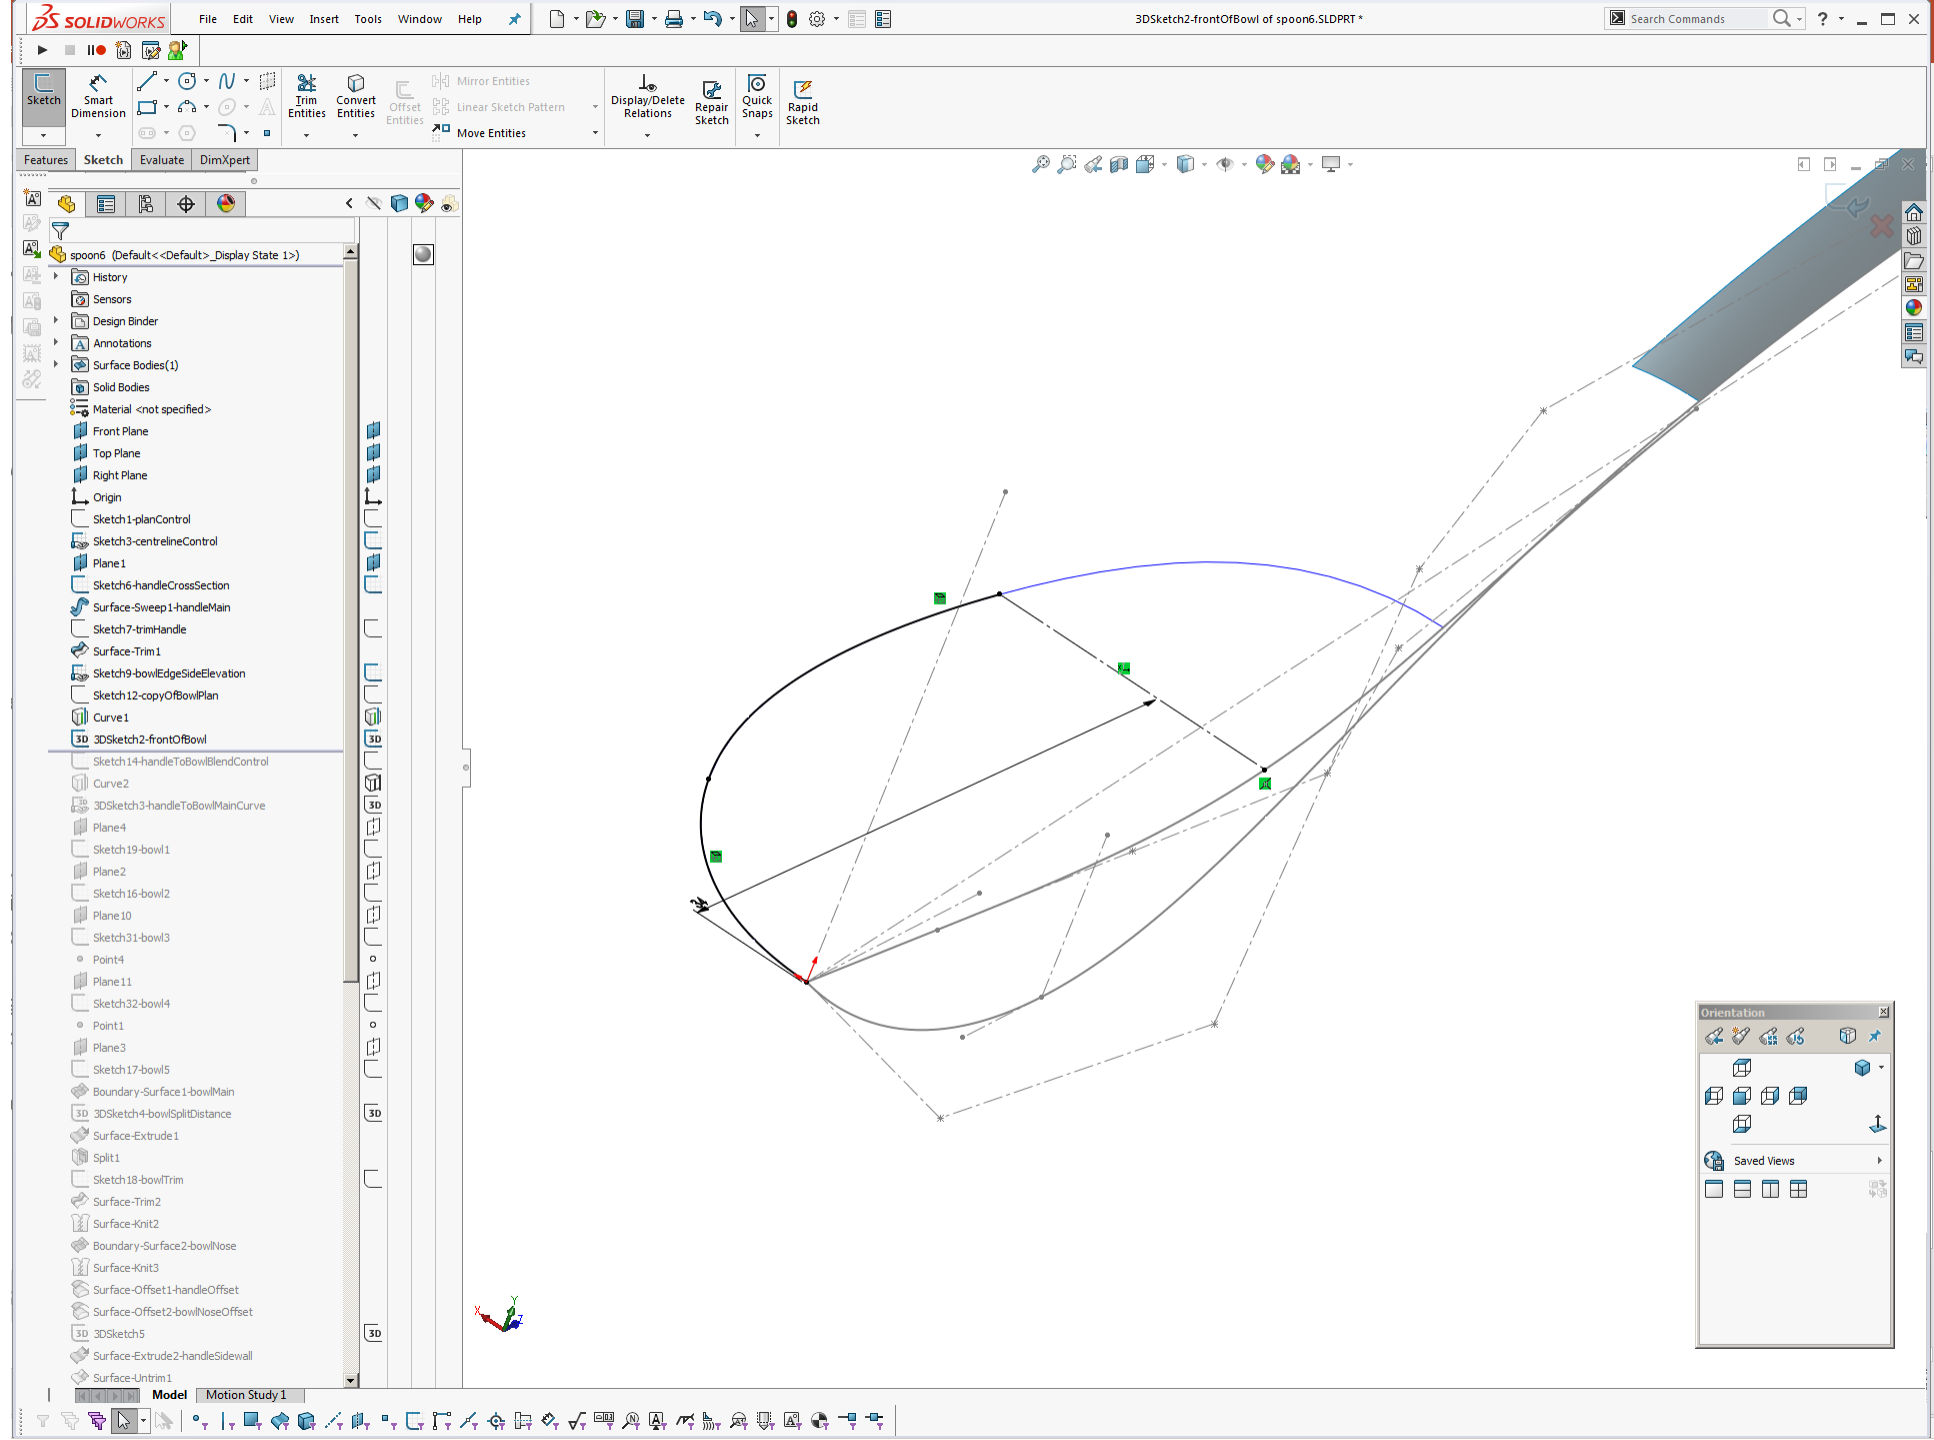 SOLIDWORKS File Edit View Insert Tools Window Help 3DSketch2-frontOfBowl of spoon6.SLDPRT * Search Commands ?
Sketch Smart Dimension Trim Entities Convert Entities Offset Entities Mirror Entities Linear Sketch Pattern Move Entities Display/Delete Relations Repair Sketch Quick Snaps Rapid Sketch
Features Sketch Evaluate DimXpert
spoon6 (Default<<Default>_Display State 1>)
History
Sensors
Design Binder
Annotations
Surface Bodies(1)
Solid Bodies
Material <not specified>
Front Plane
Top Plane
Right Plane
Origin
Sketch1-planControl
Sketch3-centrelineControl
Plane1
Sketch6-handleCrossSection
Surface-Sweep1-handleMain
Sketch7-trimHandle
Surface-Trim1
Sketch9-bowlEdgeSideElevation
Sketch12-copyOfBowlPlan
Curve1
3D 3DSketch2-frontOfBowl 3D
Sketch14-handleToBowlBlendControl
Curve2
3DSketch3-handleToBowlMainCurve 3D
Plane4
Sketch19-bowl1
Plane2
Sketch16-bowl2
Plane10
Sketch31-bowl3
Point4
Plane11
Sketch32-bowl4
Point1
Plane3
Sketch17-bowl5
Boundary-Surface1-bowlMain
3D 3DSketch4-bowlSplitDistance 3D
Surface-Extrude1
Split1
Sketch18-bowlTrim
Surface-Trim2
Surface-Knit2
Boundary-Surface2-bowlNose
Surface-Knit3
Surface-Offset1-handleOffset
Surface-Offset2-bowlNoseOffset
3D 3DSketch5 3D
Surface-Extrude2-handleSidewall
Surface-Untrim1
Model Motion Study 1
X Y Z
Orientation
Saved Views